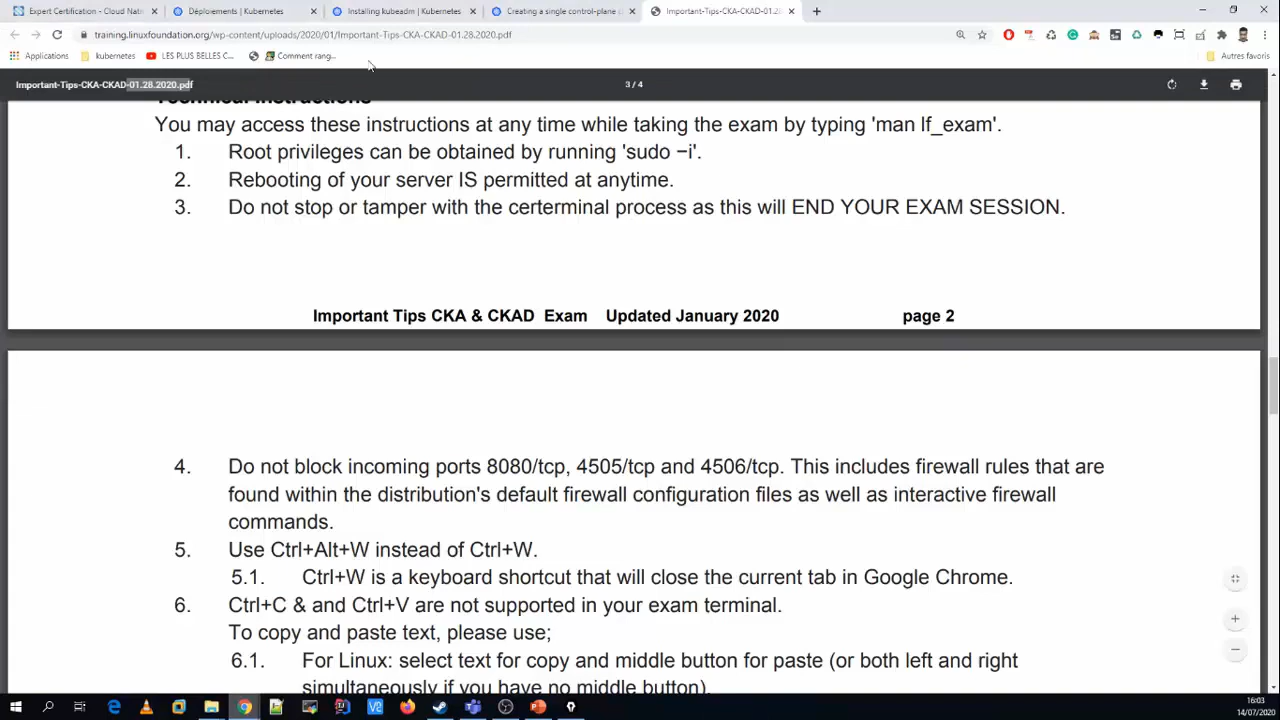 Expert Certification - Cloud Nati
Déploiements | Kubernetes
Installing kubeadm | Kubernetes
Creating a single control-plane
Important-Tips-CKA-CKAD-01.2
training.linuxfoundation.org/wp-content/uploads/2020/01/Important-Tips-CKA-CKAD-01.28.2020.pdf
Applications
kubernetes
LES PLUS BELLES C...
Comment rang...
Autres favoris
Important-Tips-CKA-CKAD-01.28.2020.pdf
3 / 4
Technical Instructions
You may access these instructions at any time while taking the exam by typing 'man lf_exam'.
1. Root privileges can be obtained by running 'sudo −i'.
2. Rebooting of your server IS permitted at anytime.
3. Do not stop or tamper with the certerminal process as this will END YOUR EXAM SESSION.
Important Tips CKA & CKAD Exam Updated January 2020 page 2
4. Do not block incoming ports 8080/tcp, 4505/tcp and 4506/tcp. This includes firewall rules that are
found within the distribution's default firewall configuration files as well as interactive firewall
commands.
5. Use Ctrl+Alt+W instead of Ctrl+W.
5.1. Ctrl+W is a keyboard shortcut that will close the current tab in Google Chrome.
6. Ctrl+C & and Ctrl+V are not supported in your exam terminal.
To copy and paste text, please use;
6.1. For Linux: select text for copy and middle button for paste (or both left and right
simultaneously if you have no middle button).
16:03
14/07/2020